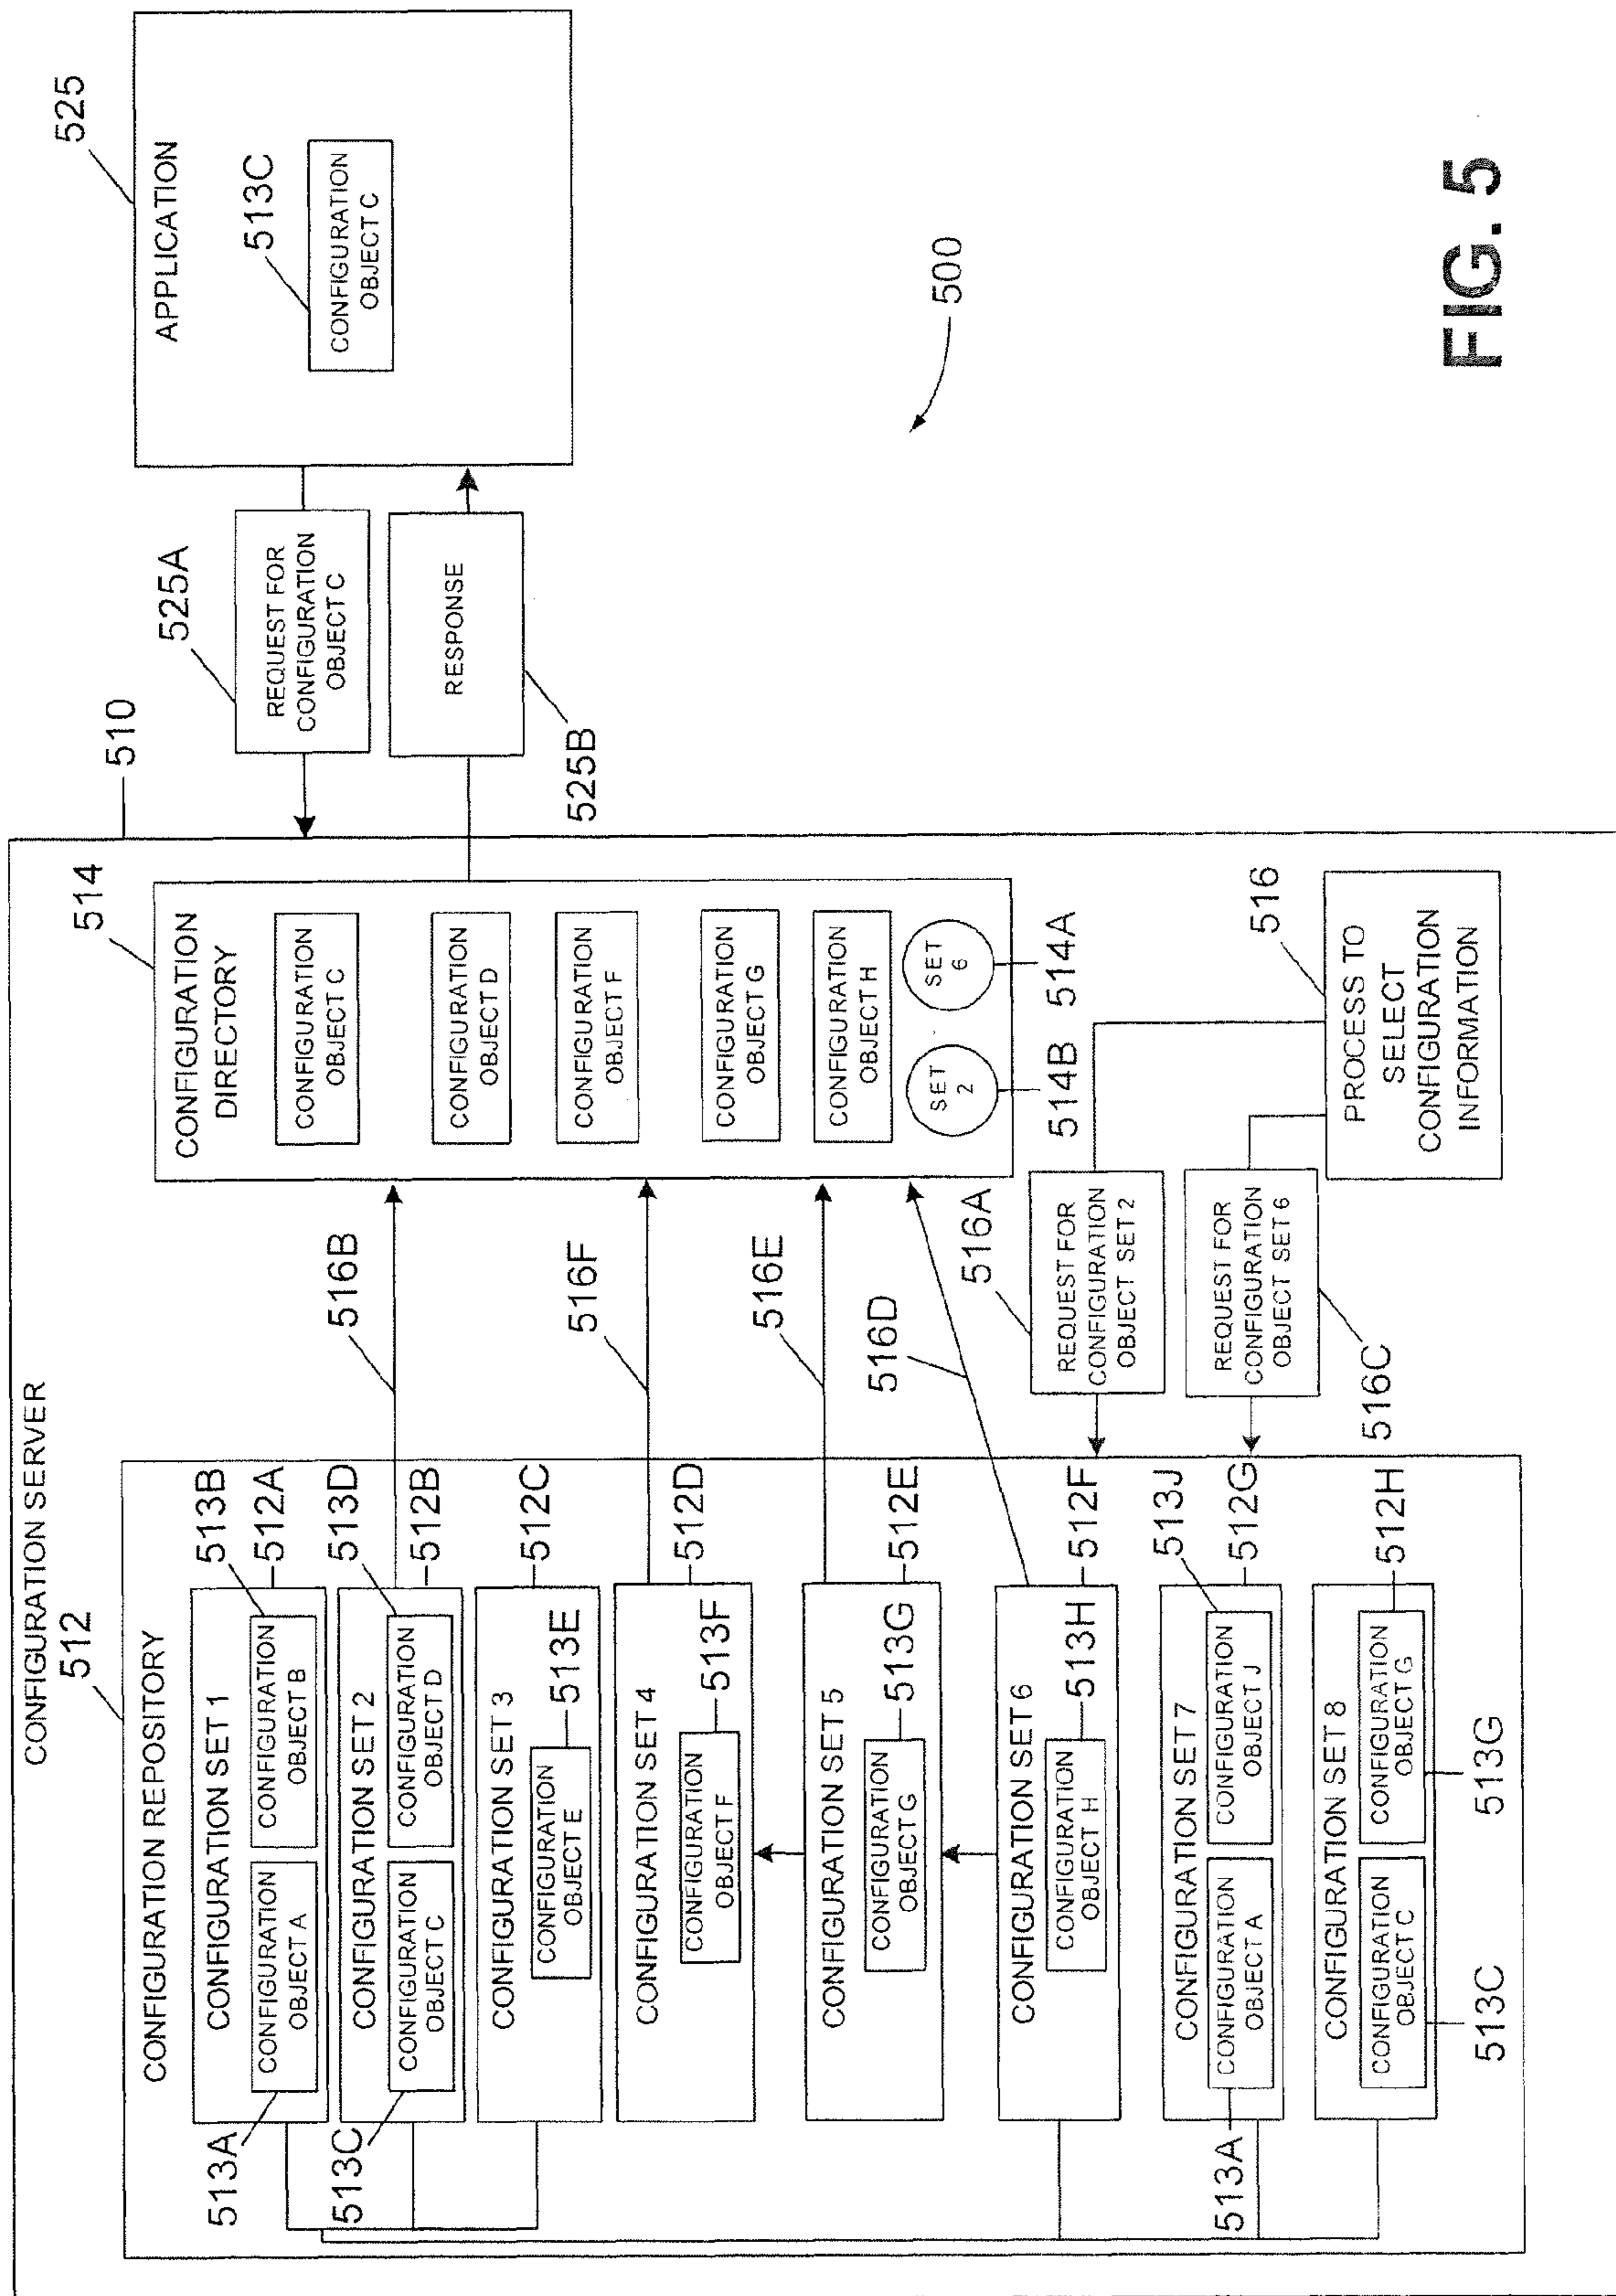 CONFIGURATION SERVER
510
512
CONFIGURATION REPOSITORY
513A
CONFIGURATION SET 1
513B
CONFIGURATION
OBJECT A
CONFIGURATION
OBJECT B
512A
513C
CONFIGURATION SET 2
513D
CONFIGURATION
OBJECT C
CONFIGURATION
OBJECT D
512B
CONFIGURATION SET 3
512C
CONFIGURATION
OBJECT E
513E
CONFIGURATION SET 4
512D
CONFIGURATION
OBJECT F
513F
CONFIGURATION SET 5
512E
CONFIGURATION
OBJECT G
513G
CONFIGURATION SET 6
512F
CONFIGURATION
OBJECT H
513H
CONFIGURATION SET 7
513J
CONFIGURATION
OBJECT A
CONFIGURATION
OBJECT J
512G
513A
CONFIGURATION SET 8
CONFIGURATION
OBJECT C
CONFIGURATION
OBJECT G
512H
513C
513G
516B
516F
516E
516D
516A
REQUEST FOR
CONFIGURATION
OBJECT SET 2
REQUEST FOR
CONFIGURATION
OBJECT SET 6
516C
514
CONFIGURATION
DIRECTORY
CONFIGURATION
OBJECT C
CONFIGURATION
OBJECT D
CONFIGURATION
OBJECT F
CONFIGURATION
OBJECT G
CONFIGURATION
OBJECT H
SET
2
SET
6
514B
514A
516
PROCESS TO
SELECT
CONFIGURATION
INFORMATION
525A
REQUEST FOR
CONFIGURATION
OBJECT C
RESPONSE
525B
525
APPLICATION
513C
CONFIGURATION
OBJECT C
500
FIG. 5